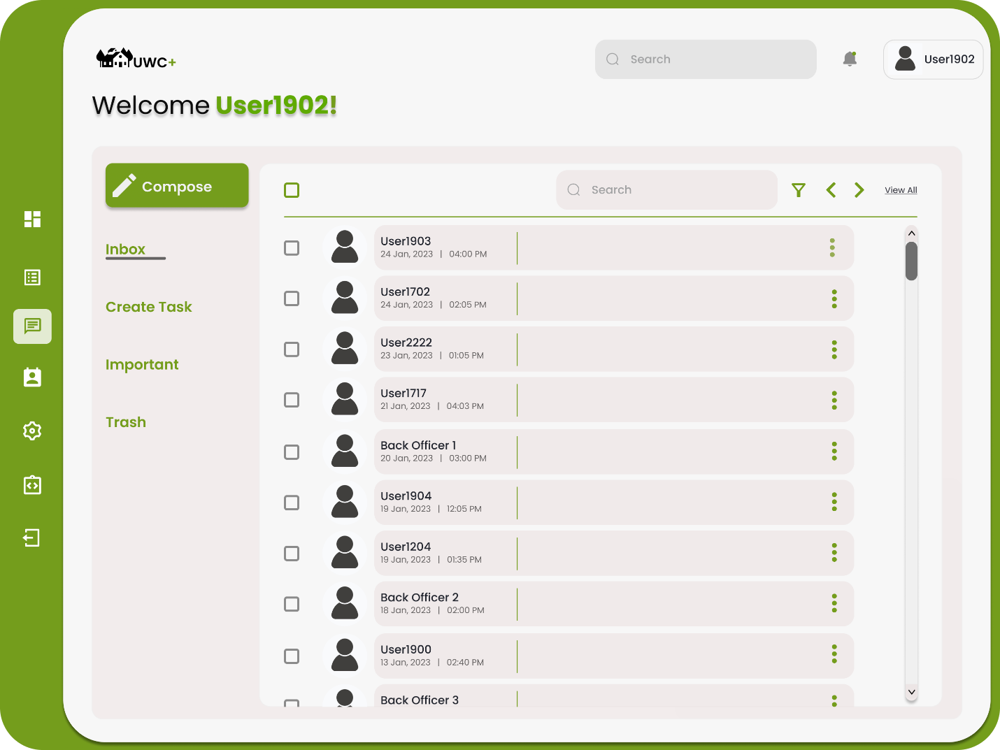 UWC+
Search
User1902
Welcome User1902!
Compose
Inbox
Create Task
Important
Trash
Search
View All
User1903
24 Jan, 2023 | 04:00 PM
User1702
24 Jan, 2023 | 02:05 PM
User2222
23 Jan, 2023 | 01:05 PM
User1717
21 Jan, 2023 | 04:03 PM
Back Officer 1
20 Jan, 2023 | 03:00 PM
User1904
19 Jan, 2023 | 12:05 PM
User1204
19 Jan, 2023 | 01:35 PM
Back Officer 2
18 Jan, 2023 | 02:00 PM
User1900
13 Jan, 2023 | 02:40 PM
Back Officer 3